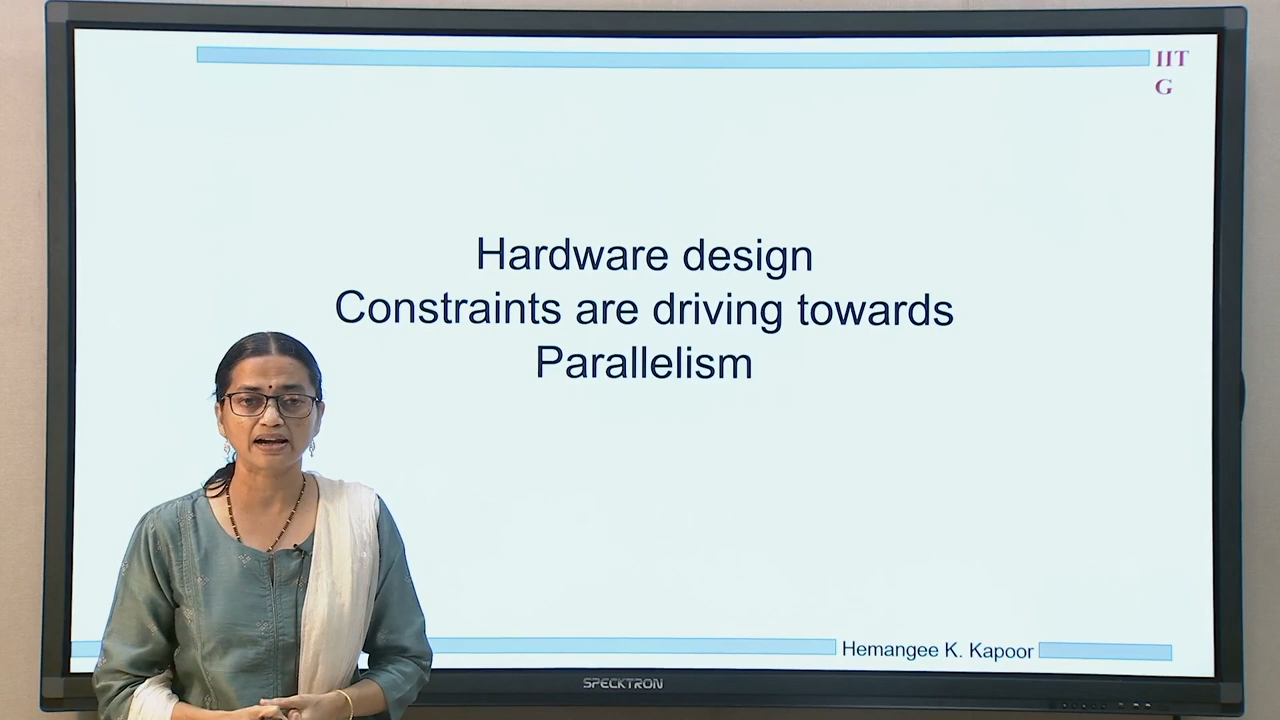 IIT
G
Hardware design
Constraints are driving towards
Parallelism
Hemangee K. Kapoor
SPECKTRON